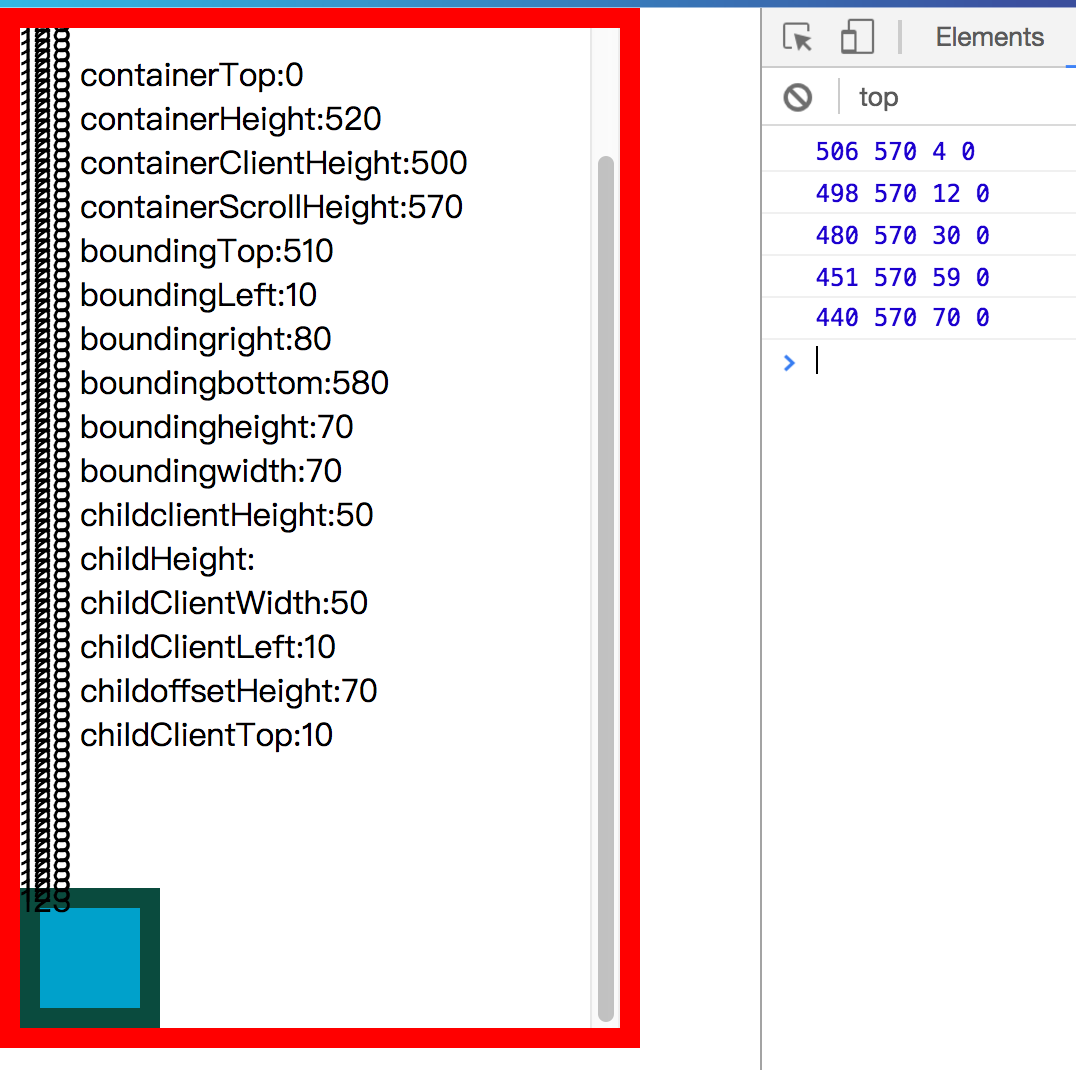 containerTop:0
containerHeight:520
containerClientHeight:500
containerScrollHeight:570
boundingTop:510
boundingLeft:10
boundingright:80
boundingbottom:580
boundingheight:70
boundingwidth:70
childclientHeight:50
childHeight:
childClientWidth:50
childClientLeft:10
childoffsetHeight:70
childClientTop:10
123
Elements
top
506 570 4 0
498 570 12 0
480 570 30 0
451 570 59 0
440 570 70 0